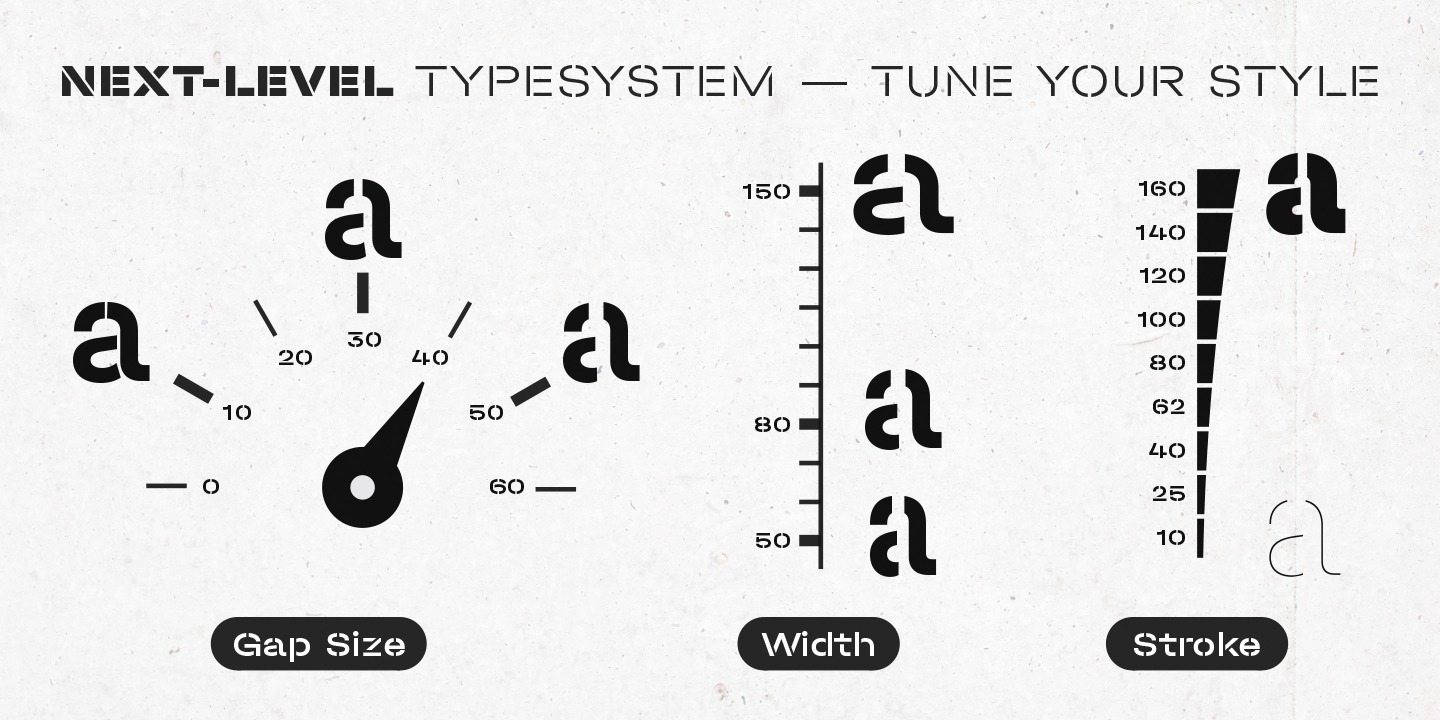 NEXT-LEVEL TYPESYSTEM — TUNE YOUR STYLE
a
a
a
0
10
20
30
40
50
60
Gap Size
150 a
80 a
50 a
Width
160 a
140
120
100
80
62
40
25
10 a
Stroke